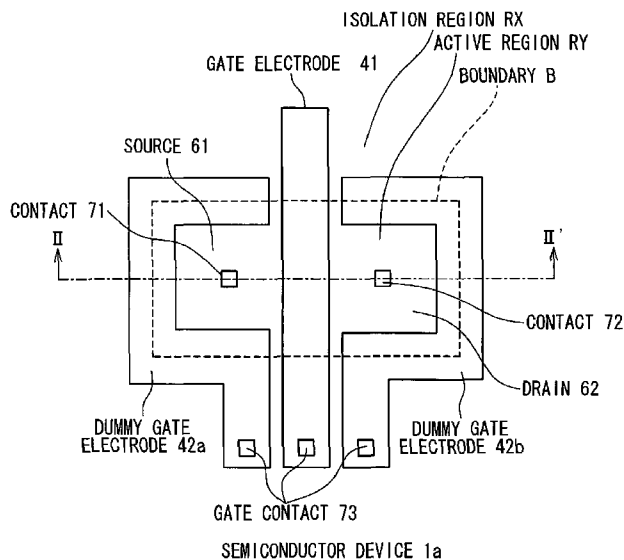 ISOLATION REGION RX
ACTIVE REGION RY
GATE ELECTRODE 41
BOUNDARY B
SOURCE 61
CONTACT 71
II
II'
CONTACT 72
DRAIN 62
DUMMY GATE
ELECTRODE 42a
DUMMY GATE
ELECTRODE 42b
GATE CONTACT 73
SEMICONDUCTOR DEVICE 1a